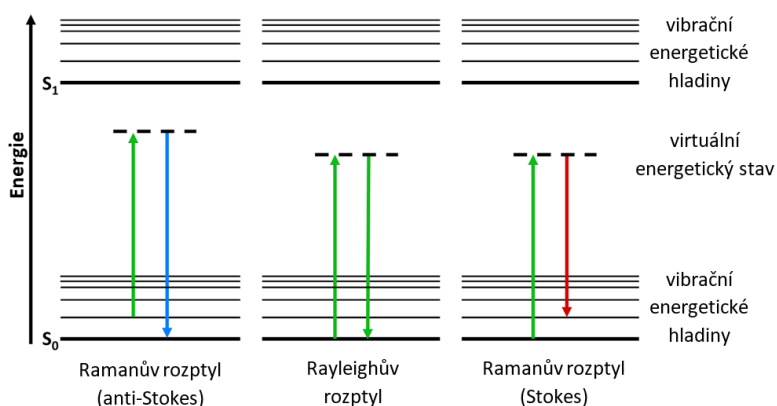 vibrační
energetické
hladiny
S1
virtuální
energetický stav
Energie
vibrační
energetické
hladiny
S0
Ramanův rozptyl
(anti-Stokes)
Rayleighův
rozptyl
Ramanův rozptyl
(Stokes)